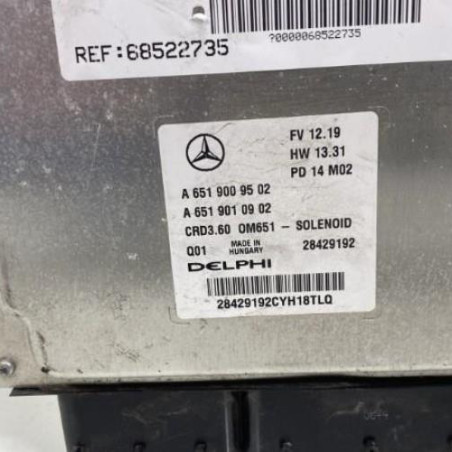 REF:68522735
?0000068522735
FV 12.19
HW 13.31
PD 14 M02
A 651 900 95 02
A 651 901 09 02
CRD3.60 OM651 - SOLENOID
Q01 MADE IN HUNGARY 28429192
DELPHI
28429192CYH18TLQ